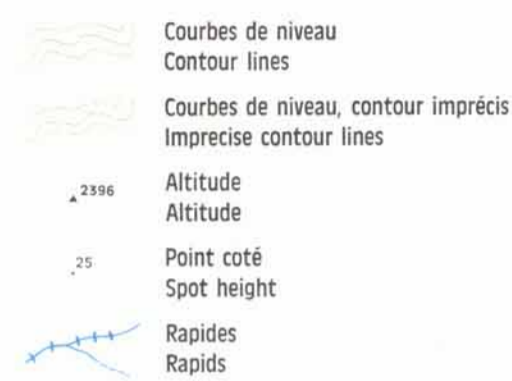 Courbes de niveau
Contour lines
Courbes de niveau, contour imprécis
Imprecise contour lines
2396
Altitude
Altitude
25
Point coté
Spot height
Rapides
Rapids